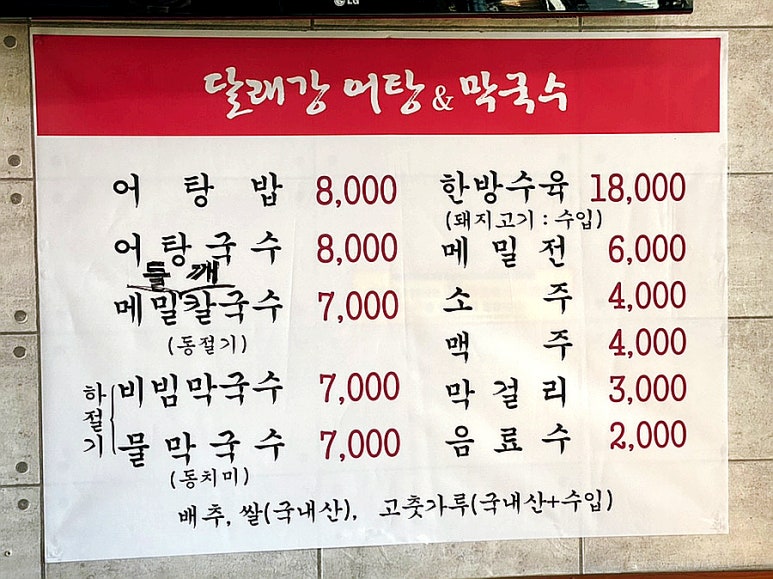 LG
달래강 어탕 & 막국수
어탕밥 8,000
어탕국수 8,000
들깨
메밀칼국수 7,000
(동절기)
하절기
비빔막국수 7,000
물막국수 7,000
(동치미)
한방수육 18,000
(돼지고기 : 수입)
메밀전 6,000
소주 4,000
맥주 4,000
막걸리 3,000
음료수 2,000
배추, 쌀(국내산), 고춧가루(국내산+수입)